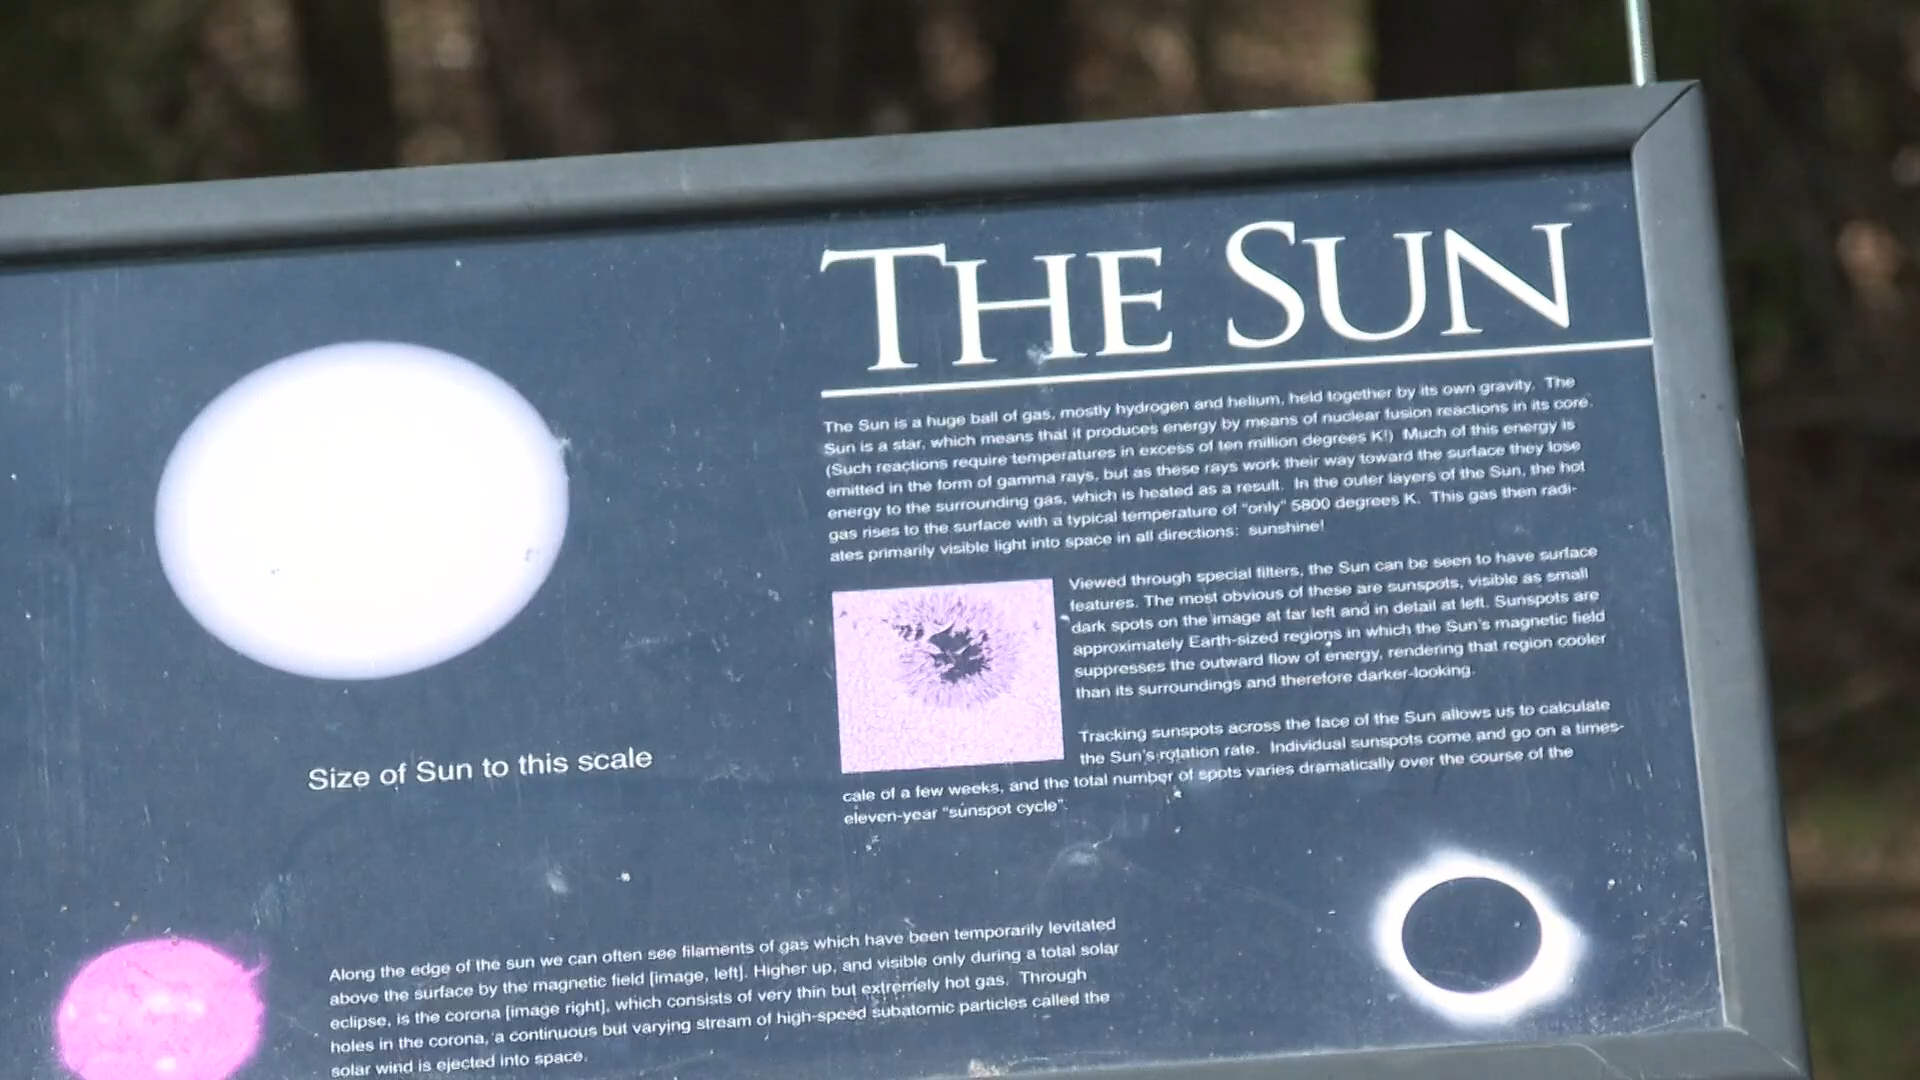 THE SUN
The Sun is a huge ball of gas, mostly hydrogen and helium, held together by its own gravity. The
Sun is a star, which means that it produces energy by means of nuclear fusion reactions in its core.
(Such reactions require temperatures in excess of ten million degrees K!) Much of this energy is
emitted in the form of gamma rays, but as these rays work their way toward the surface they lose
energy to the surrounding gas, which is heated as a result. In the outer layers of the Sun, the hot
gas rises to the surface with a typical temperature of "only" 5800 degrees K. This gas then radi-
ates primarily visible light into space in all directions: sunshine!
Viewed through special filters, the Sun can be seen to have surface
features. The most obvious of these are sunspots, visible as small
dark spots on the image at far left and in detail at left. Sunspots are
approximately Earth-sized regions in which the Sun's magnetic field
suppresses the outward flow of energy, rendering that region cooler
than its surroundings and therefore darker-looking.
Tracking sunspots across the face of the Sun allows us to calculate
the Sun's rotation rate. Individual sunspots come and go on a times-
cale of a few weeks, and the total number of spots varies dramatically over the course of the
eleven-year "sunspot cycle".
Size of Sun to this scale
Along the edge of the sun we can often see filaments of gas which have been temporarily levitated
above the surface by the magnetic field [image, left]. Higher up, and visible only during a total solar
eclipse, is the corona [image right], which consists of very thin but extremely hot gas. Through
holes in the corona, a continuous but varying stream of high-speed subatomic particles called the
solar wind is ejected into space.